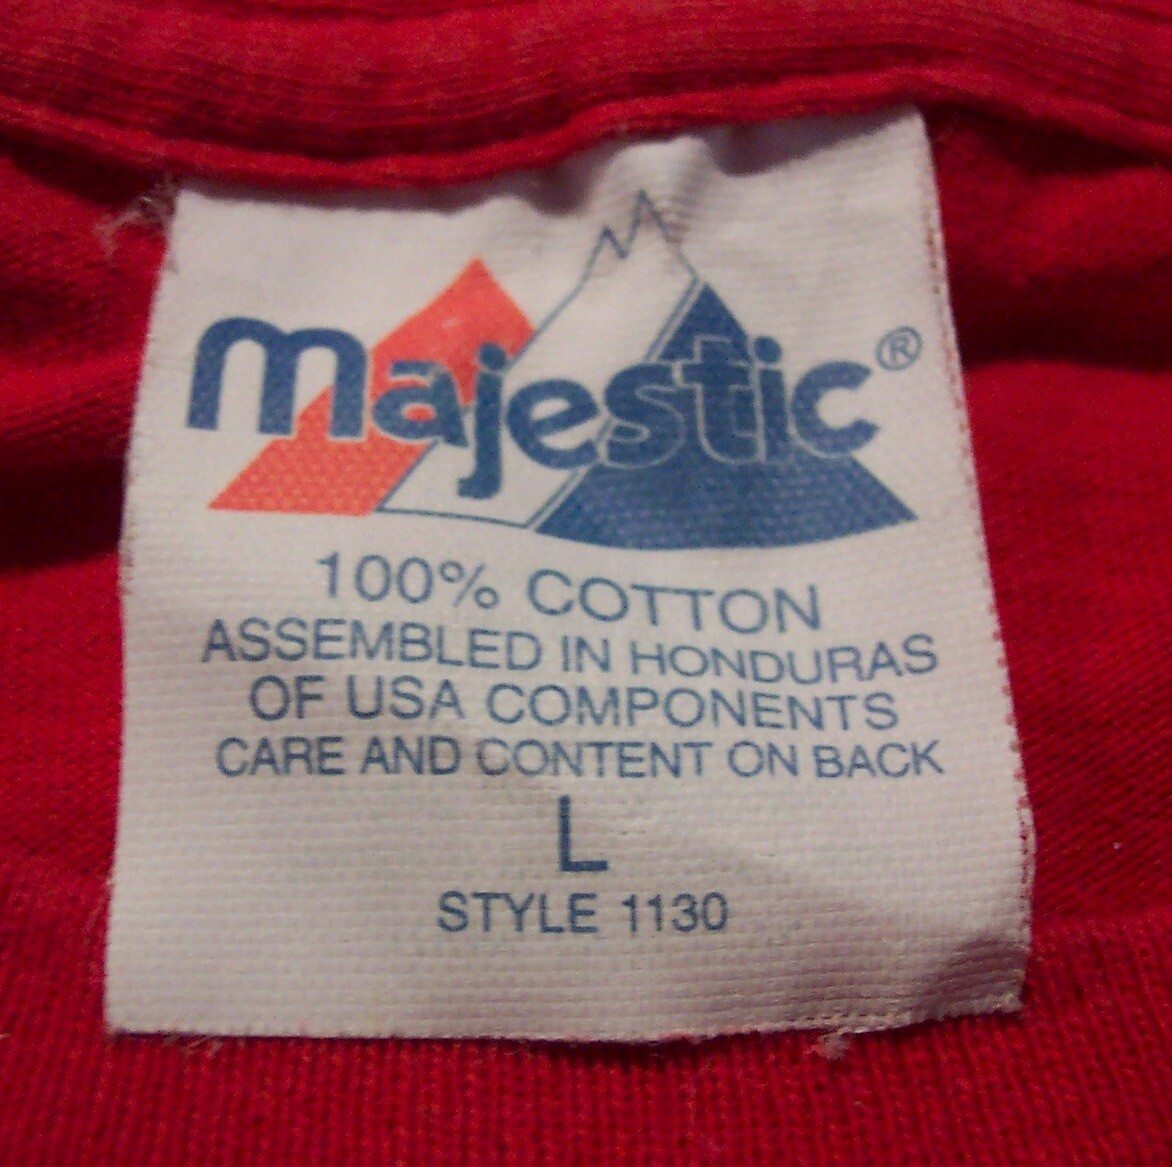 majestic®
100% COTTON
ASSEMBLED IN HONDURAS
OF USA COMPONENTS
CARE AND CONTENT ON BACK
L
STYLE 1130